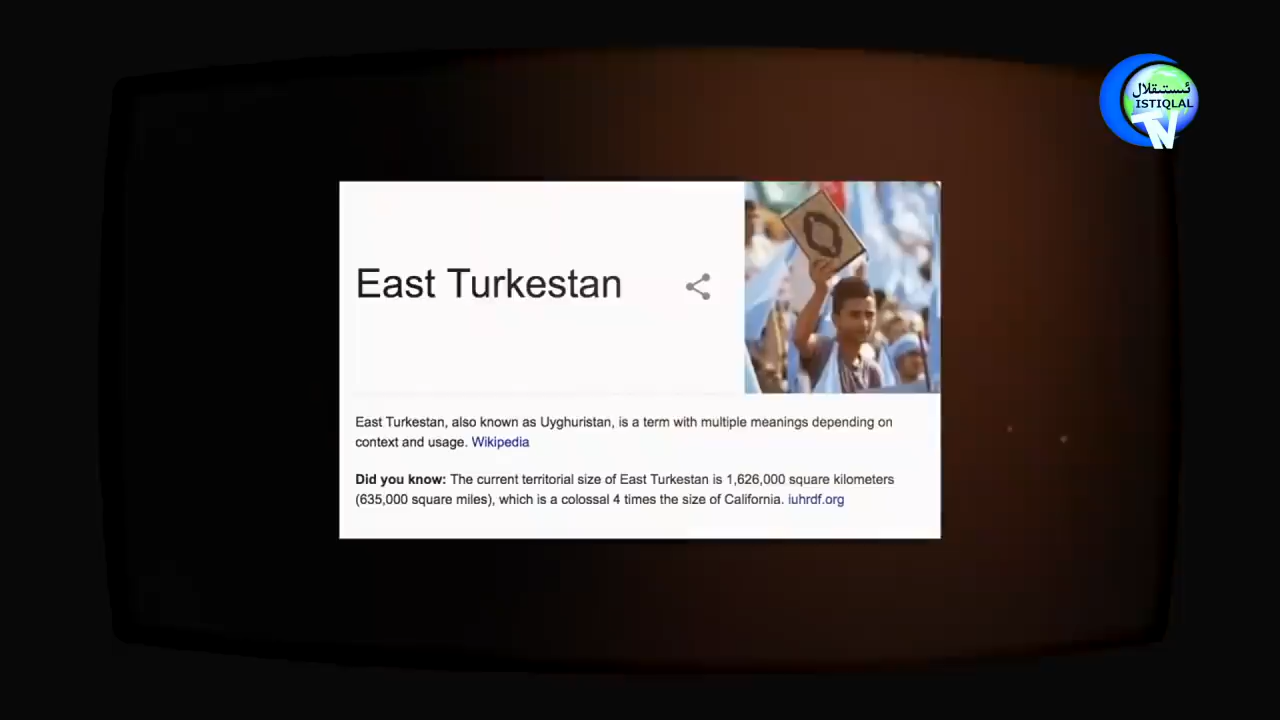 ئىستىقلال
ISTIQLAL
TV
East Turkestan
East Turkestan, also known as Uyghuristan, is a term with multiple meanings depending on
context and usage. Wikipedia
Did you know: The current territorial size of East Turkestan is 1,626,000 square kilometers
(635,000 square miles), which is a colossal 4 times the size of California. iuhrdf.org